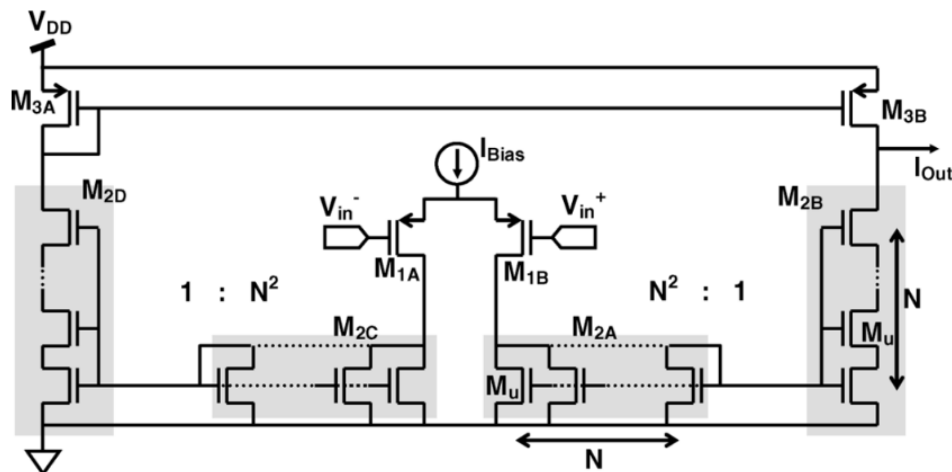 V_DD
M_3A
M_3B
I_Bias
I_Out
M_2D
M_2B
V_in^-
V_in^+
M_1A
M_1B
1 : N^2
N^2 : 1
N
M_2C
M_2A
M_u
M_u
N